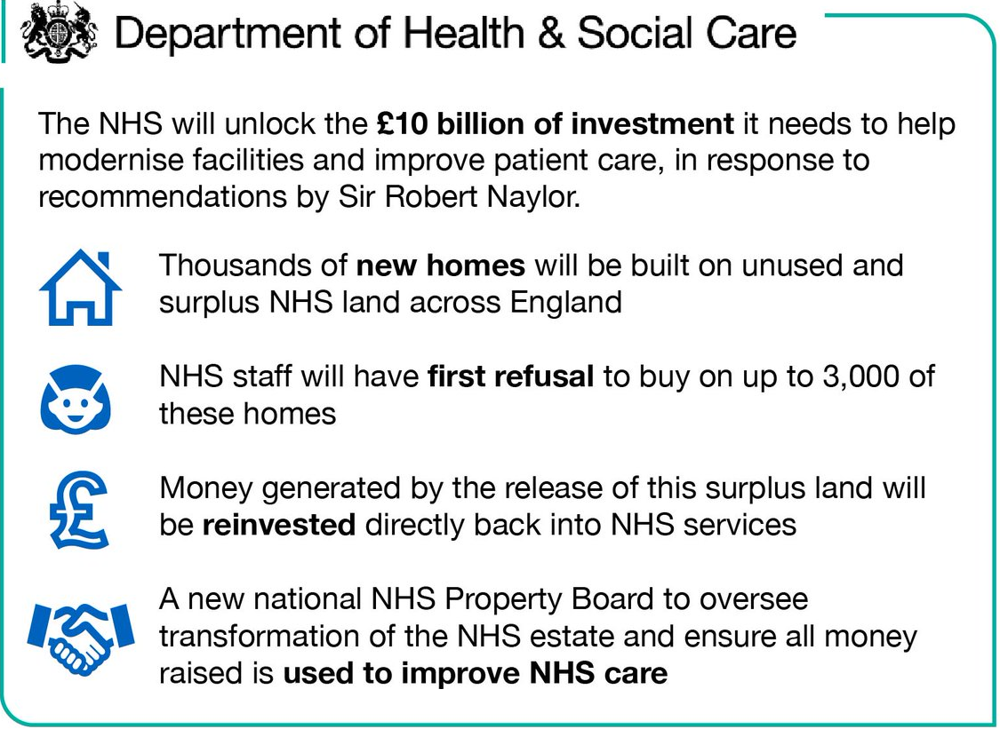 Department of Health & Social Care
The NHS will unlock the £10 billion of investment it needs to help
modernise facilities and improve patient care, in response to
recommendations by Sir Robert Naylor.
Thousands of new homes will be built on unused and
surplus NHS land across England
NHS staff will have first refusal to buy on up to 3,000 of
these homes
£
Money generated by the release of this surplus land will
be reinvested directly back into NHS services
A new national NHS Property Board to oversee
transformation of the NHS estate and ensure all money
raised is used to improve NHS care